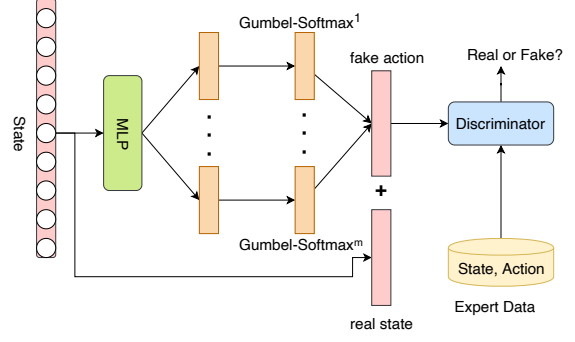 Gumbel-Softmax¹
fake action
Real or Fake?
State
MLP
Discriminator
+
Gumbel-Softmaxᵐ
State, Action
Expert Data
real state